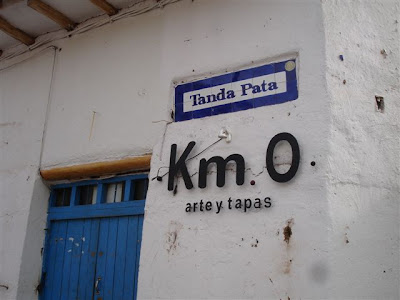 Tanda Pata
Km.0
arte y tapas